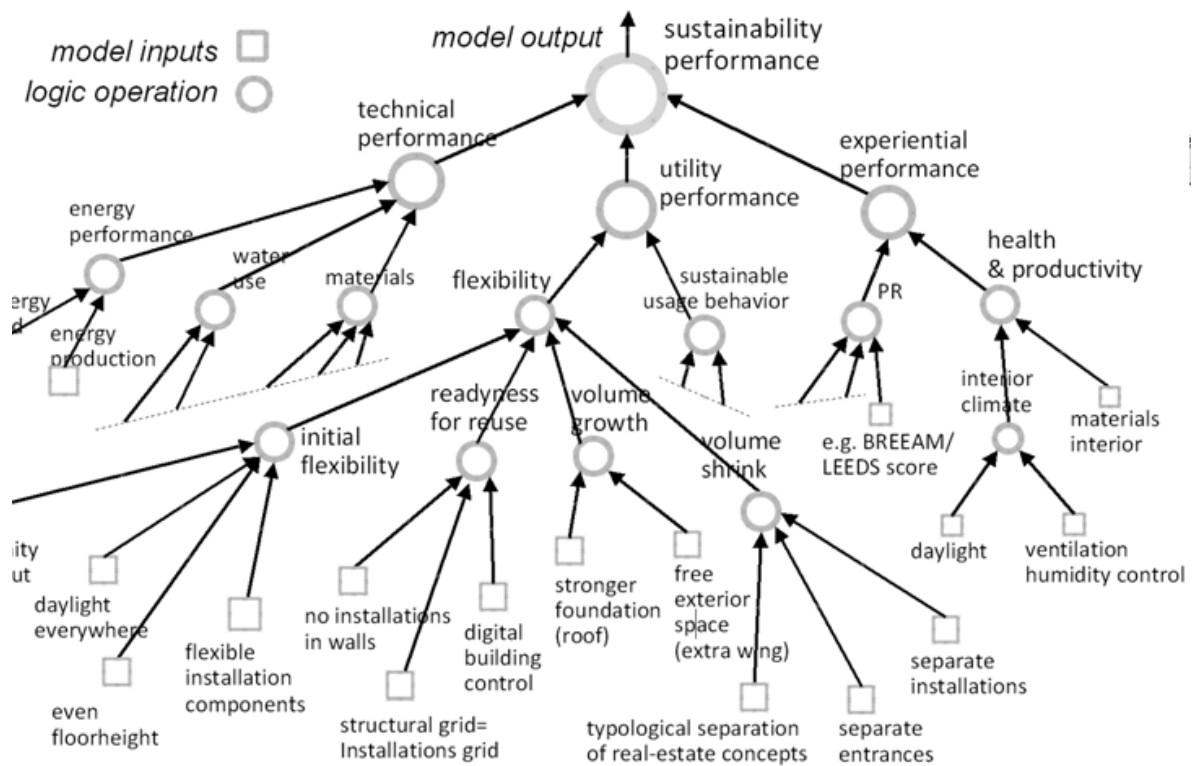 model inputs
logic operation
model output
sustainability
performance
technical
performance
utility
performance
experiential
performance
energy
performance
water
use
materials
flexibility
sustainable
usage behavior
PR
health
& productivity
energy
production
initial
flexibility
readyness
for reuse
volume
growth
volume
shrink
e.g. BREEAM/
LEEDS score
interior
climate
materials
interior
daylight
everywhere
even
floorheight
flexible
installation
components
no installations
in walls
structural grid=
Installations grid
digital
building
control
stronger
foundation
(roof)
free
exterior
space
(extra wing)
typological separation
of real-estate concepts
separate
entrances
separate
installations
daylight
ventilation
humidity control